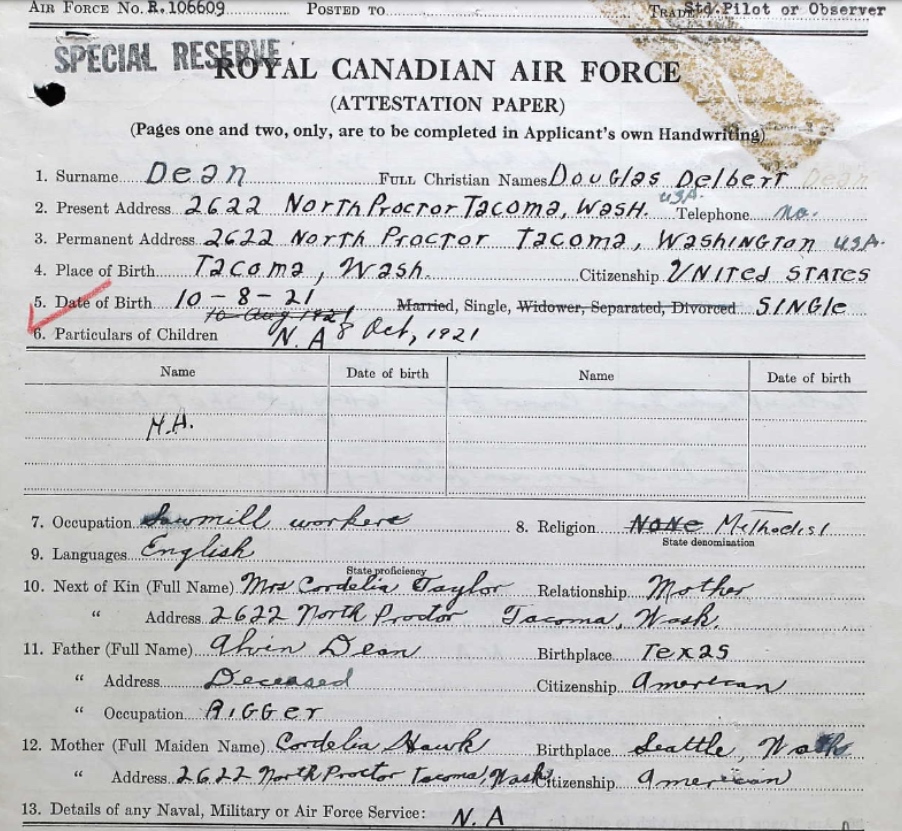 AIR FORCE NO. R.106609 POSTED TO TRADE Std. Pilot or Observer
SPECIAL RESERVE
ROYAL CANADIAN AIR FORCE
(ATTESTATION PAPER)
(Pages one and two, only, are to be completed in Applicant's own Handwriting)
1. Surname Dean FULL Christian Names Douglas Delbert Dean
2. Present Address 2622 North Proctor Tacoma, Wash. USA. Telephone no.
3. Permanent Address 2622 North Proctor Tacoma, Washington USA.
4. Place of Birth Tacoma, Wash. Citizenship United States
5. Date of Birth 10-8-21 Married, Single, Widower, Separated, Divorced Single
10 Aug 1921
6. Particulars of Children N.A 8 Oct, 1921
Name Date of birth Name Date of birth
N.A.
7. Occupation Sawmill workers 8. Religion None Methodist
State denomination
9. Languages English
State proficiency
10. Next of Kin (Full Name) Mrs Cordelia Taylor Relationship Mother
" Address 2622 North Proctor Tacoma, Wash.
11. Father (Full Name) Alvin Dean Birthplace Texas
" Address Deceased Citizenship American
" Occupation Rigger
12. Mother (Full Maiden Name) Cordelia Hawk Birthplace Seattle, Wash
" Address 2622 North Proctor Tacoma, Wash Citizenship American
13. Details of any Naval, Military or Air Force Service: N.A